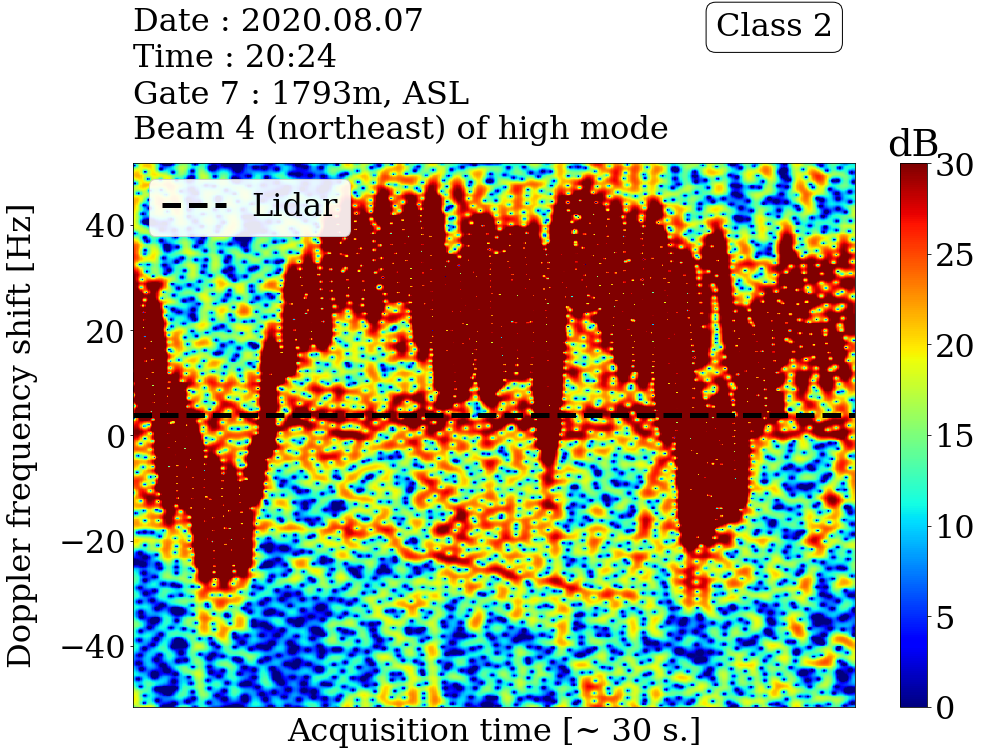 Date : 2020.08.07
Time : 20:24
Gate 7 : 1793m, ASL
Beam 4 (northeast) of high mode
Class 2
dB
Lidar
Doppler frequency shift [Hz]
40
20
0
−20
−40
30
25
20
15
10
5
0
Acquisition time [~ 30 s.]